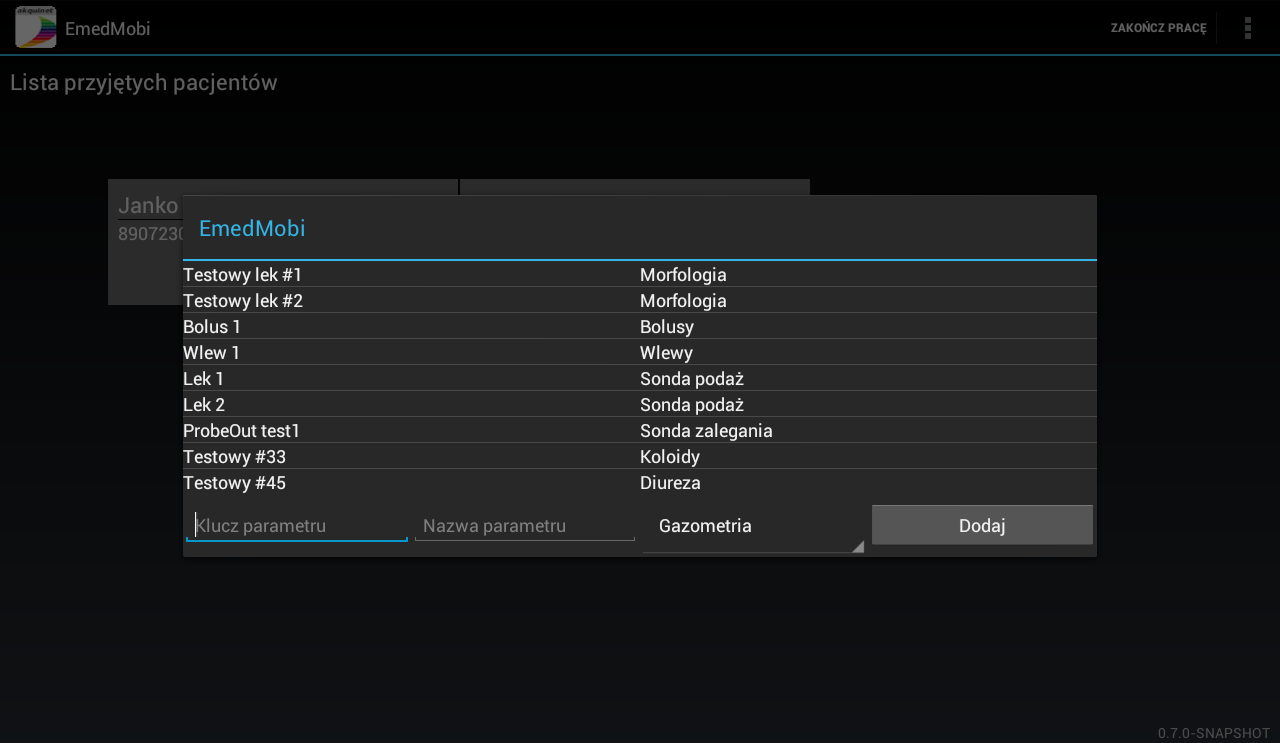 akquinet
EmedMobi
ZAKOŃCZ PRACĘ
Lista przyjętych pacjentów
Janko
8907230
EmedMobi
Testowy lek #1 Morfologia
Testowy lek #2 Morfologia
Bolus 1 Bolusy
Wlew 1 Wlewy
Lek 1 Sonda podaż
Lek 2 Sonda podaż
ProbeOut test1 Sonda zalegania
Testowy #33 Koloidy
Testowy #45 Diureza
Klucz parametru Nazwa parametru Gazometria Dodaj
0.7.0-SNAPSHOT